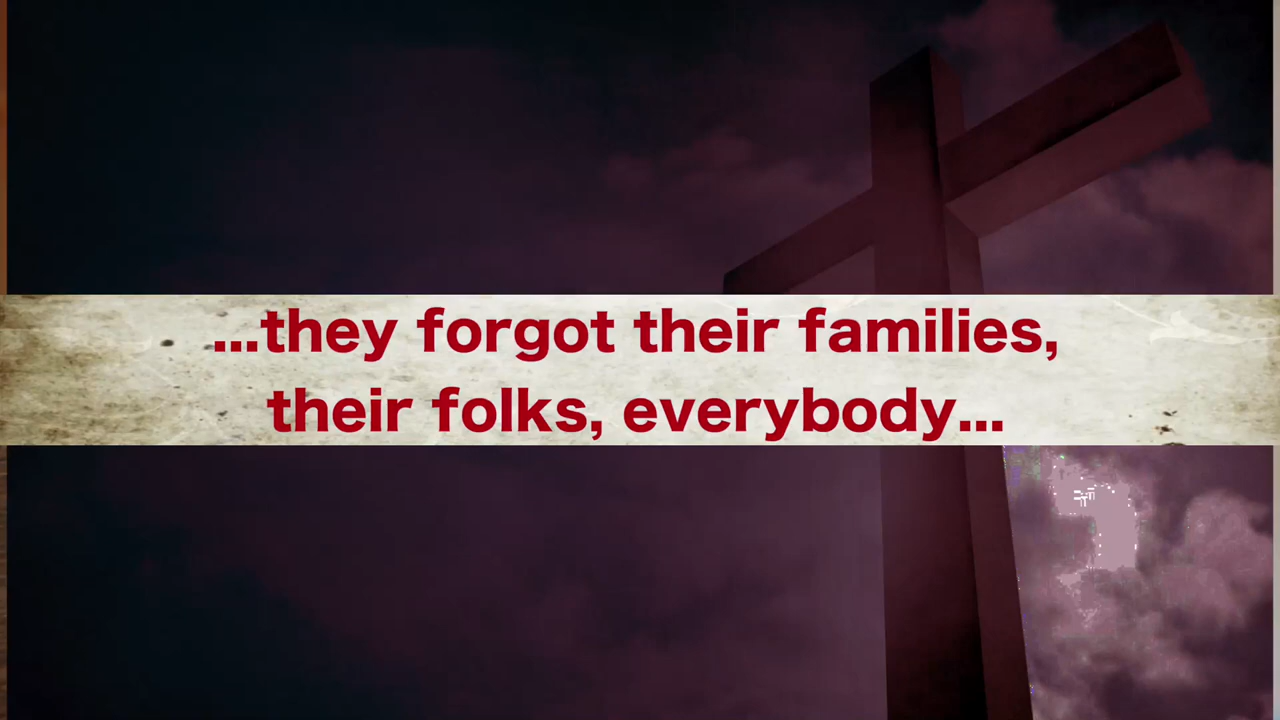 ...they forgot their families,
their folks, everybody...